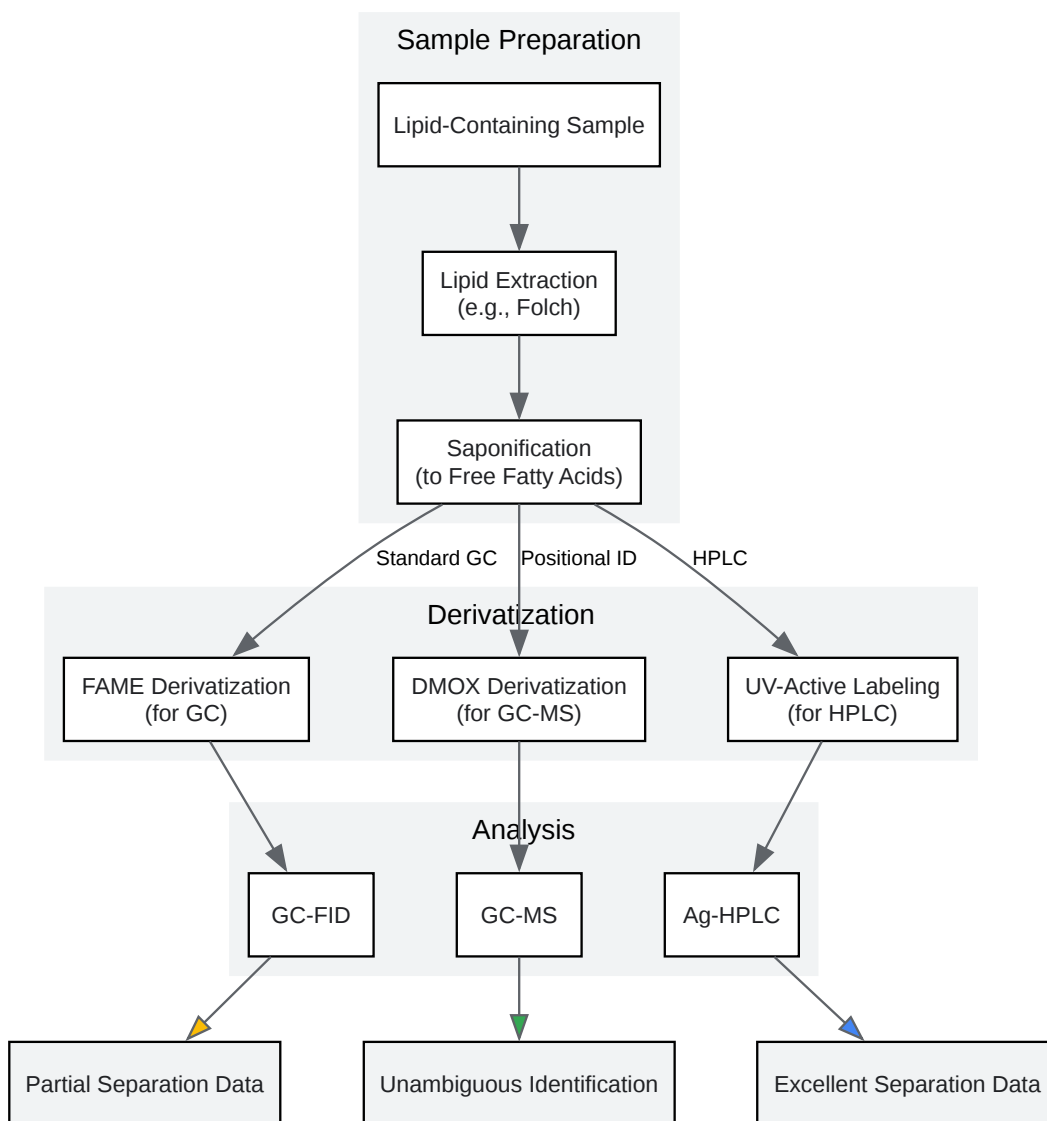 Sample Preparation
Lipid-Containing Sample
Lipid Extraction
(e.g., Folch)
Saponification
(to Free Fatty Acids)
Standard GC
Positional ID
HPLC
Derivatization
FAME Derivatization
(for GC)
DMOX Derivatization
(for GC-MS)
UV-Active Labeling
(for HPLC)
Analysis
GC-FID
GC-MS
Ag-HPLC
Partial Separation Data
Unambiguous Identification
Excellent Separation Data